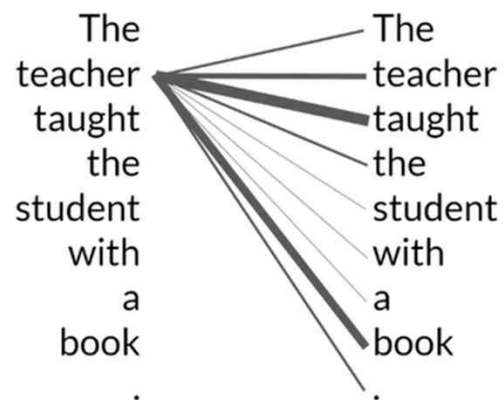 The The
teacher teacher
taught taught
the the
student student
with with
a a
book book
. .